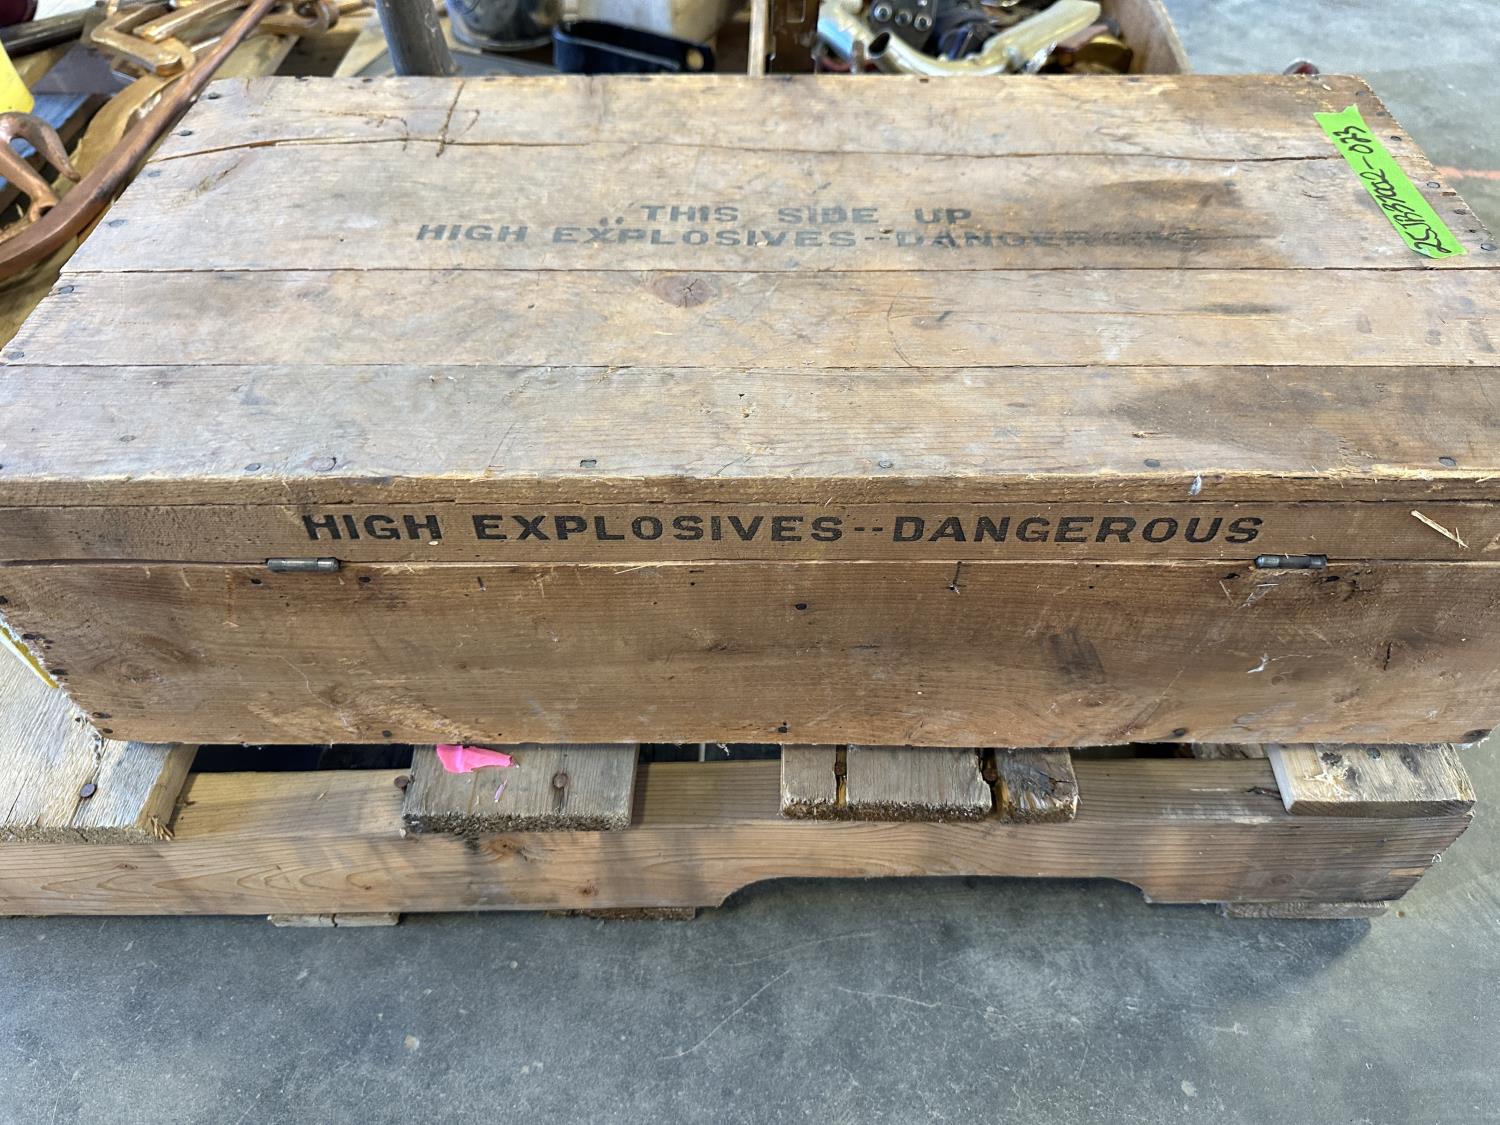 "THIS SIDE UP
HIGH EXPLOSIVES--DANGEROUS
HIGH EXPLOSIVES--DANGEROUS